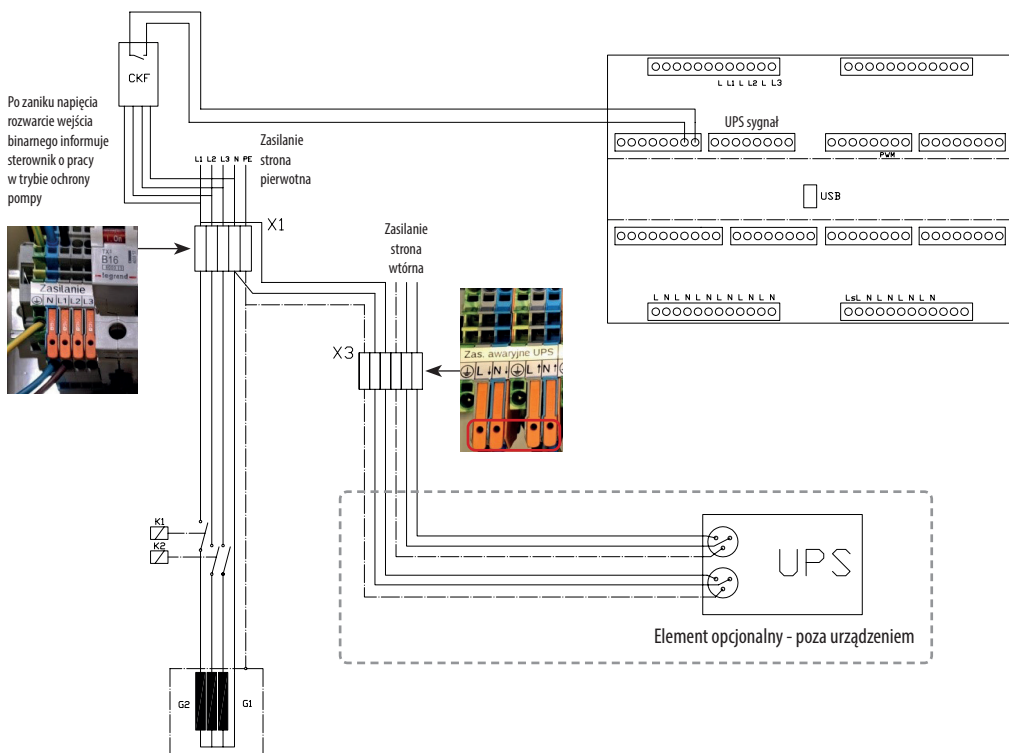 CKF
Po zaniku napięcia
rozwarcie wejścia
binarnego informuje
sterownik o pracy
w trybie ochrony
pompy
L1 L2 L3 N PE
Zasilanie
strona
pierwotna
X1
B16
legrand
Zasilanie
N L1 L2 L3
Zasilanie
strona
wtórna
X3
Zas. awaryjne UPS
L↓ N↓ L↑ N↑
L L1 L L2 L L3
UPS sygnał
PWM
USB
L N L N L N L N L N L N
LsL N L N L N L N
K1
K2
G2
G1
UPS
Element opcjonalny - poza urządzeniem